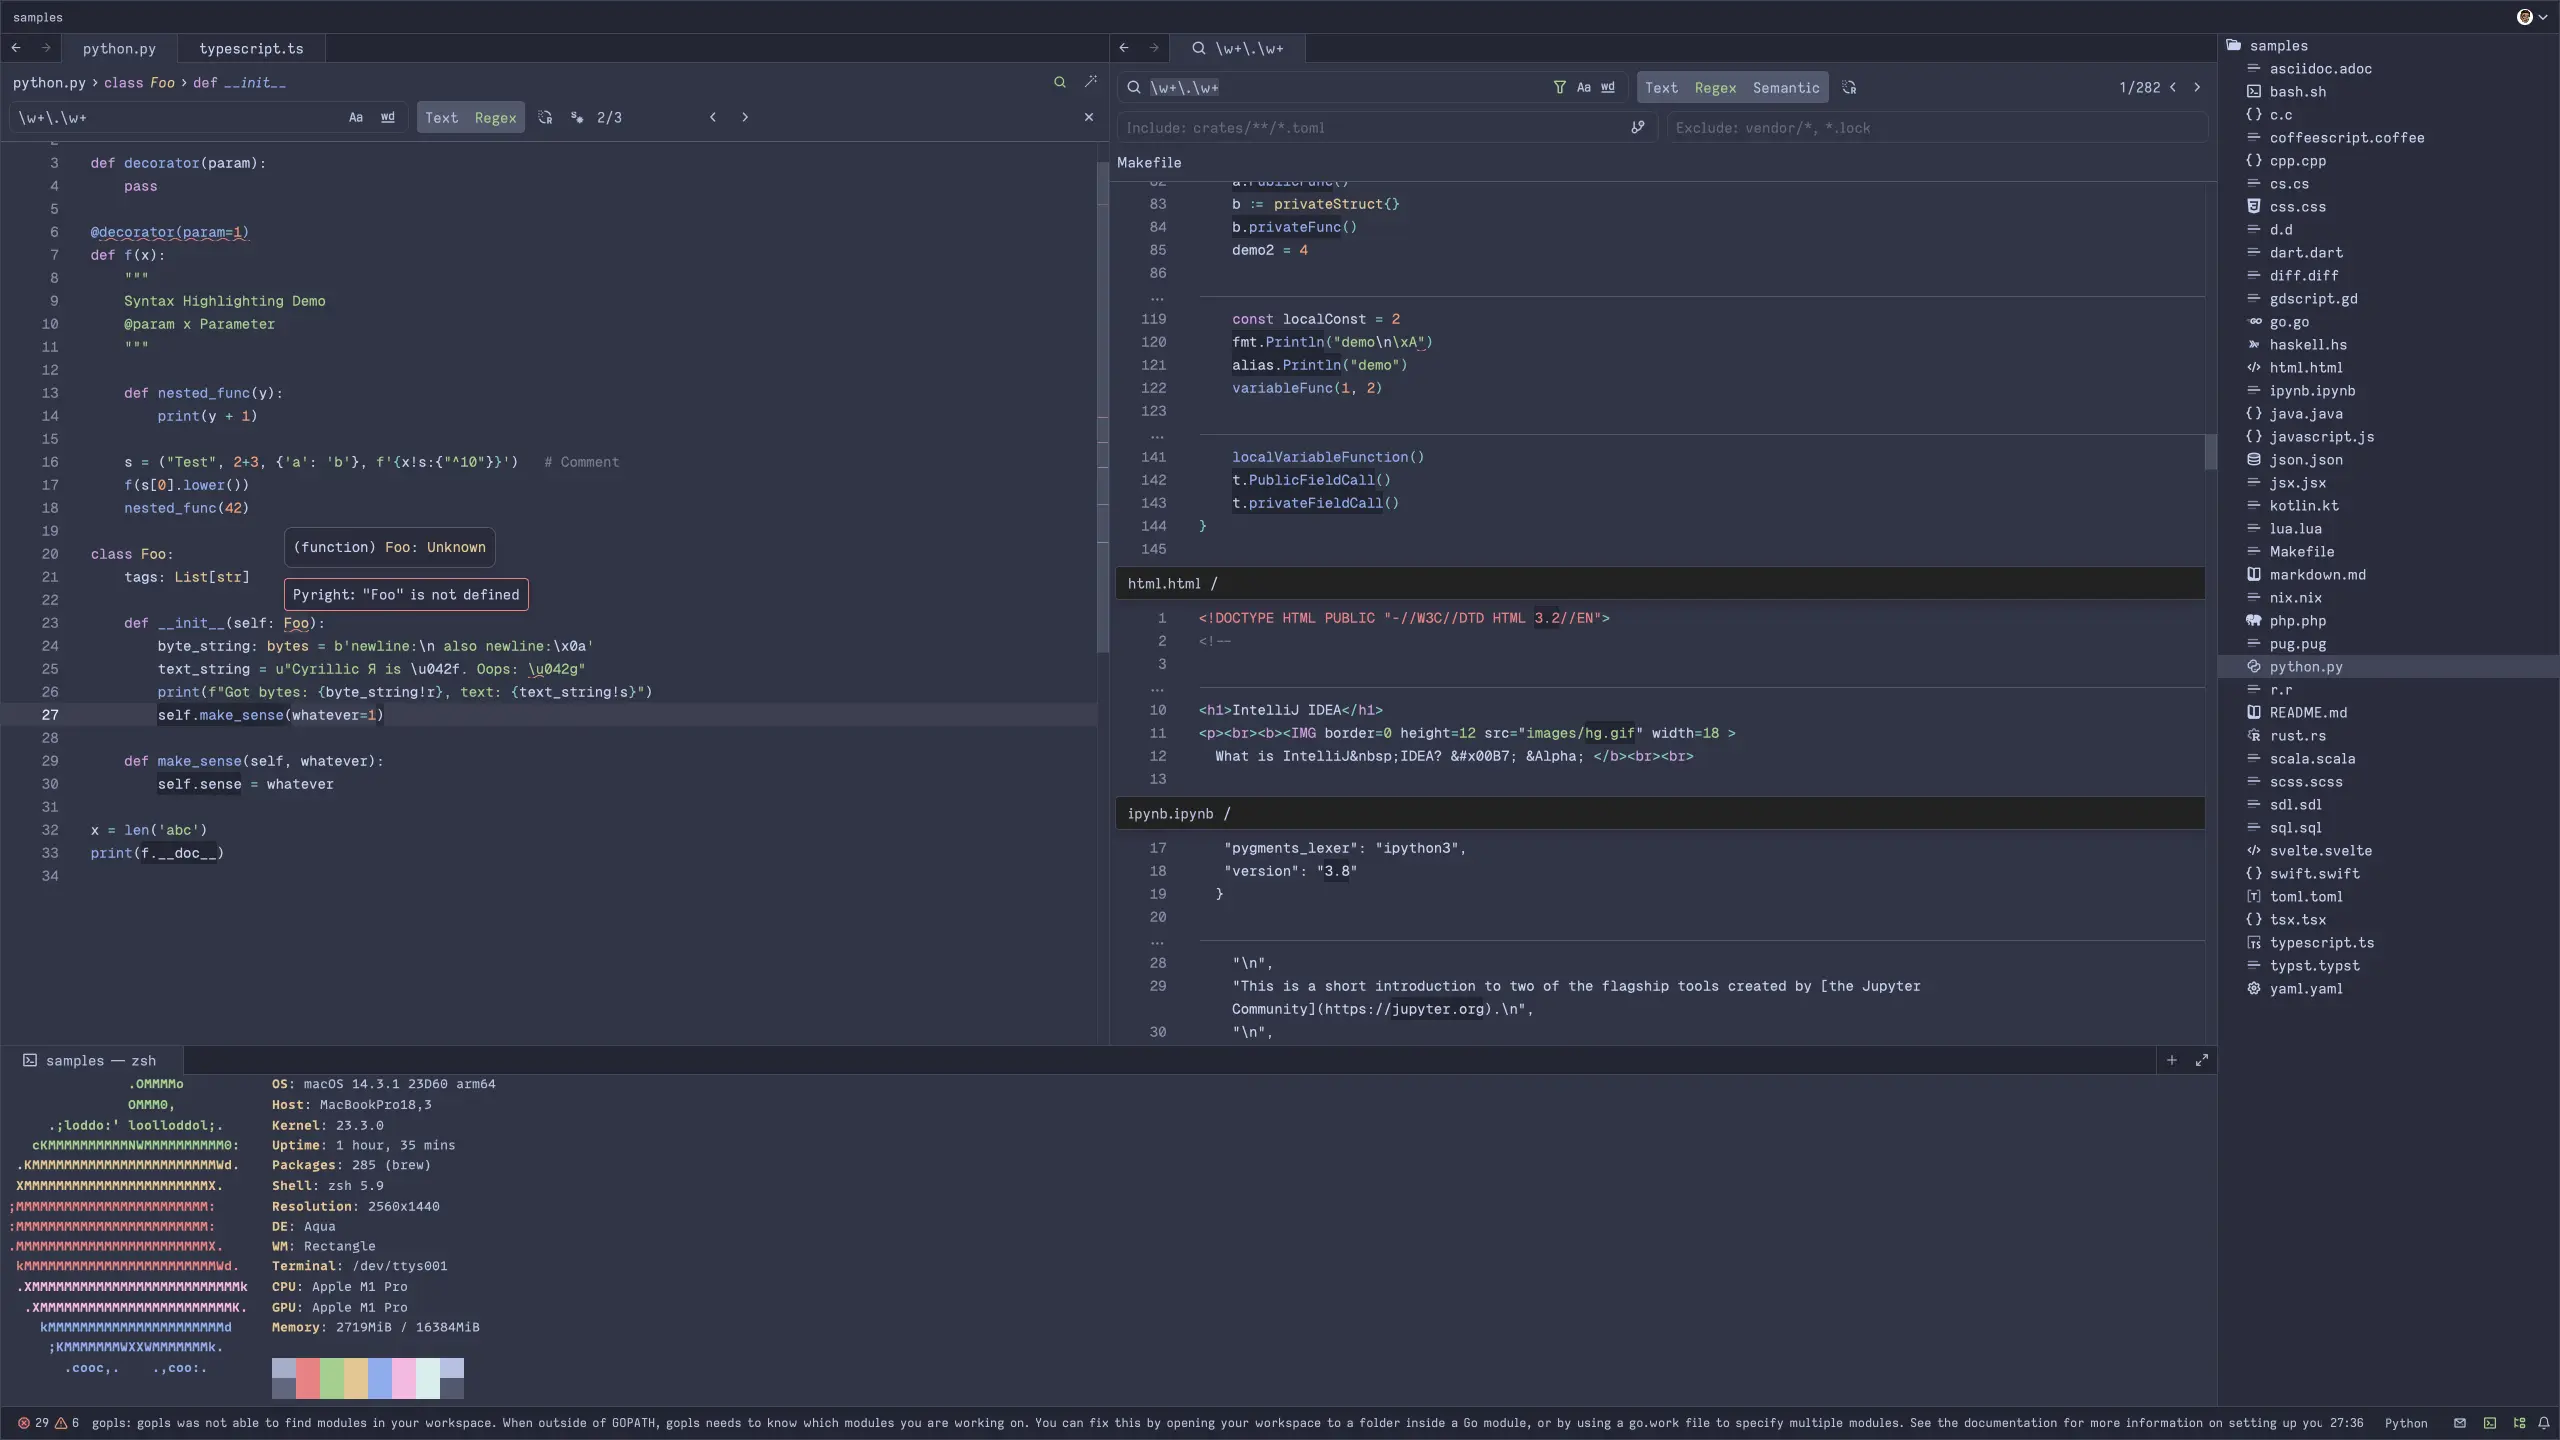 samples
python.py
typescript.ts
python.py › class Foo › def __init__
\w+\.\w+ Aa wd Text Regex 2/3
2
3 def decorator(param):
4     pass
5
6 @decorator(param=1)
7 def f(x):
8     """
9     Syntax Highlighting Demo
10     @param x Parameter
11     """
12
13     def nested_func(y):
14         print(y + 1)
15
16     s = ("Test", 2+3, {'a': 'b'}, f'{x!s:{"^10"}}')   # Comment
17     f(s[0].lower())
18     nested_func(42)
19
(function) Foo: Unknown
20 class Foo:
21     tags: List[str]
22
Pyright: "Foo" is not defined
23     def __init__(self: Foo):
24         byte_string: bytes = b'newline:\n also newline:\x0a'
25         text_string = u"Cyrillic Я is \u042f. Oops: \u042g"
26         print(f"Got bytes: {byte_string!r}, text: {text_string!s}")
27         self.make_sense(whatever=1)
28
29     def make_sense(self, whatever):
30         self.sense = whatever
31
32 x = len('abc')
33 print(f.__doc__)
34
\w+\.\w+
\w+\.\w+ Aa wd Text Regex Semantic 1/282
Include: crates/**/*.toml
Exclude: vendor/*, *.lock
Makefile
82     a.PublicFunc()
83     b := privateStruct{}
84     b.privateFunc()
85     demo2 = 4
86
...
119     const localConst = 2
120     fmt.Println("demo\n\xA")
121     alias.Println("demo")
122     variableFunc(1, 2)
123
...
141     localVariableFunction()
142     t.PublicFieldCall()
143     t.privateFieldCall()
144 }
145
html.html /
1 <!DOCTYPE HTML PUBLIC "-//W3C//DTD HTML 3.2//EN">
2 <!--
3
...
10 <h1>IntelliJ IDEA</h1>
11 <p><br><b><IMG border=0 height=12 src="images/hg.gif" width=18 >
12   What is IntelliJ&nbsp;IDEA? &#x00B7; &Alpha; </b><br><br>
13
ipynb.ipynb /
17    "pygments_lexer": "ipython3",
18    "version": "3.8"
19   }
20
...
28     "\n",
29     "This is a short introduction to two of the flagship tools created by [the Jupyter
Community](https://jupyter.org).\n",
30     "\n",
samples
asciidoc.adoc
bash.sh
c.c
coffeescript.coffee
cpp.cpp
cs.cs
css.css
d.d
dart.dart
diff.diff
gdscript.gd
go.go
haskell.hs
html.html
ipynb.ipynb
java.java
javascript.js
json.json
jsx.jsx
kotlin.kt
lua.lua
Makefile
markdown.md
nix.nix
php.php
pug.pug
python.py
r.r
README.md
rust.rs
scala.scala
scss.scss
sdl.sdl
sql.sql
svelte.svelte
swift.swift
toml.toml
tsx.tsx
typescript.ts
typst.typst
yaml.yaml
samples — zsh
.OMMMMo OS: macOS 14.3.1 23D60 arm64
OMMM0, Host: MacBookPro18,3
.;loddo:' loolloddol;. Kernel: 23.3.0
cKMMMMMMMMMMNWMMMMMMMMMM0: Uptime: 1 hour, 35 mins
.KMMMMMMMMMMMMMMMMMMMMMMMWd. Packages: 285 (brew)
XMMMMMMMMMMMMMMMMMMMMMMMX. Shell: zsh 5.9
;MMMMMMMMMMMMMMMMMMMMMMMM: Resolution: 2560x1440
:MMMMMMMMMMMMMMMMMMMMMMMM: DE: Aqua
.MMMMMMMMMMMMMMMMMMMMMMMMX. WM: Rectangle
kMMMMMMMMMMMMMMMMMMMMMMMMWd. Terminal: /dev/ttys001
.XMMMMMMMMMMMMMMMMMMMMMMMMMMk CPU: Apple M1 Pro
.XMMMMMMMMMMMMMMMMMMMMMMMMK. GPU: Apple M1 Pro
kMMMMMMMMMMMMMMMMMMMMMMd Memory: 2719MiB / 16384MiB
;KMMMMMMMWXXWMMMMMMMk.
.cooc,.    .,coo:.
29 6 gopls: gopls was not able to find modules in your workspace. When outside of GOPATH, gopls needs to know which modules you are working on. You can fix this by opening your workspace to a folder inside a Go module, or by using a go.work file to specify multiple modules. See the documentation for more information on setting up you 27:36 Python